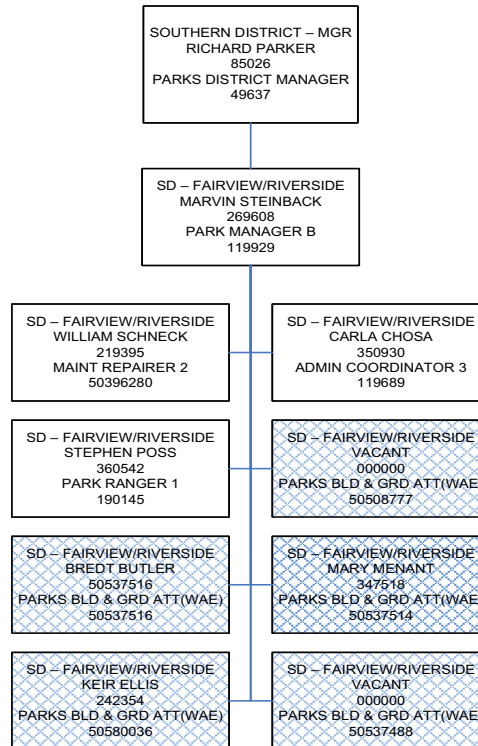 SOUTHERN DISTRICT – MGR
RICHARD PARKER
85026
PARKS DISTRICT MANAGER
49637
SD – FAIRVIEW/RIVERSIDE
MARVIN STEINBACK
269608
PARK MANAGER B
119929
SD – FAIRVIEW/RIVERSIDE
WILLIAM SCHNECK
219395
MAINT REPAIRER 2
50396280
SD – FAIRVIEW/RIVERSIDE
CARLA CHOSA
350930
ADMIN COORDINATOR 3
119689
SD – FAIRVIEW/RIVERSIDE
STEPHEN POSS
360542
PARK RANGER 1
190145
SD – FAIRVIEW/RIVERSIDE
VACANT
000000
PARKS BLD & GRD ATT(WAE)
50508777
SD – FAIRVIEW/RIVERSIDE
BREDT BUTLER
50537516
PARKS BLD & GRD ATT(WAE)
50537516
SD – FAIRVIEW/RIVERSIDE
MARY MENANT
347518
PARKS BLD & GRD ATT(WAE)
50537514
SD – FAIRVIEW/RIVERSIDE
KEIR ELLIS
242354
PARKS BLD & GRD ATT(WAE)
50580036
SD – FAIRVIEW/RIVERSIDE
VACANT
000000
PARKS BLD & GRD ATT(WAE)
50537488